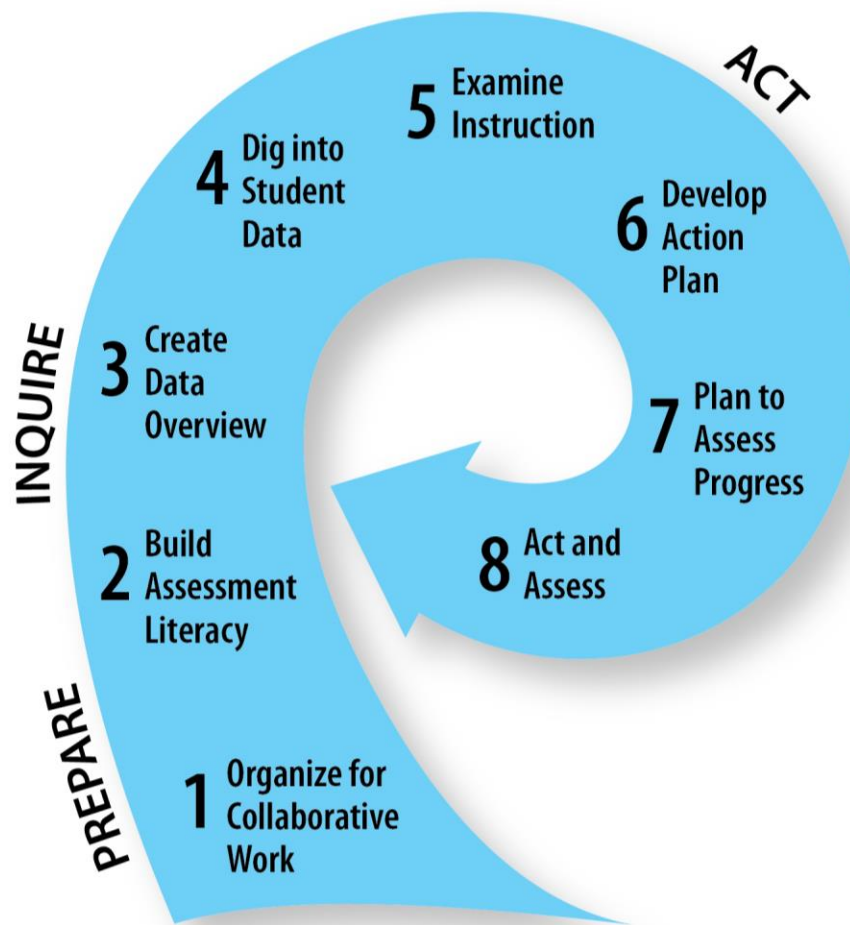 PREPARE
1 Organize for
Collaborative
Work
2 Build
Assessment
Literacy
INQUIRE
3 Create
Data
Overview
4 Dig into
Student
Data
5 Examine
Instruction
ACT
6 Develop
Action
Plan
7 Plan to
Assess
Progress
8 Act and
Assess